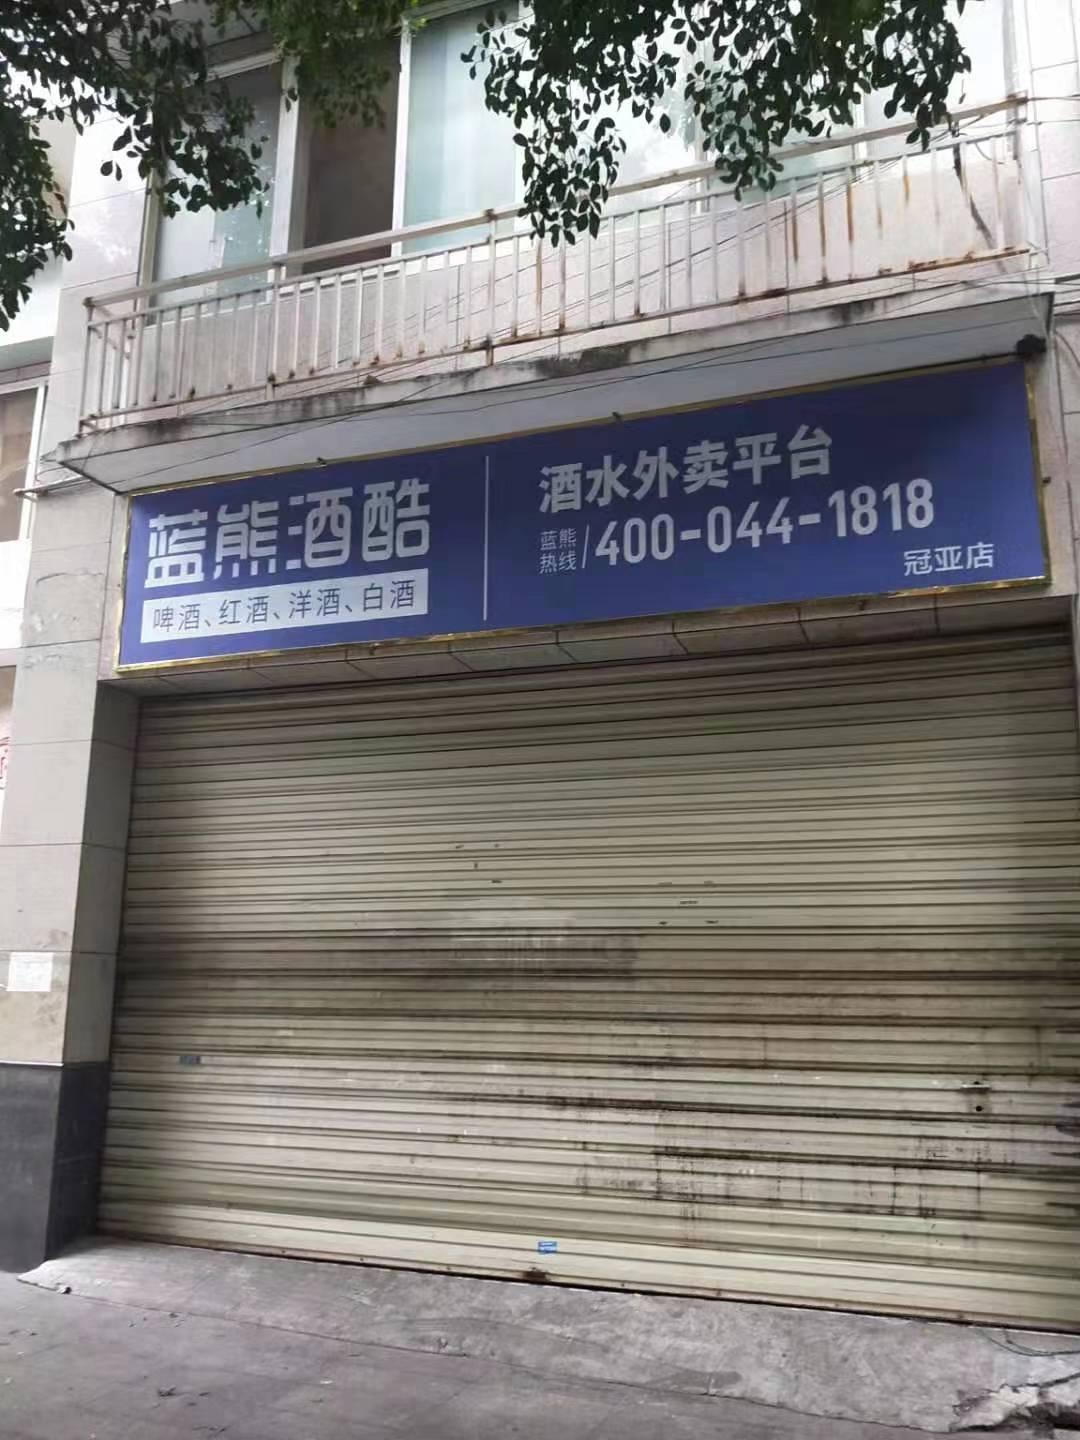 蓝熊酒酷
啤酒、红酒、洋酒、白酒
酒水外卖平台
蓝熊
热线
400-044-1818
冠亚店